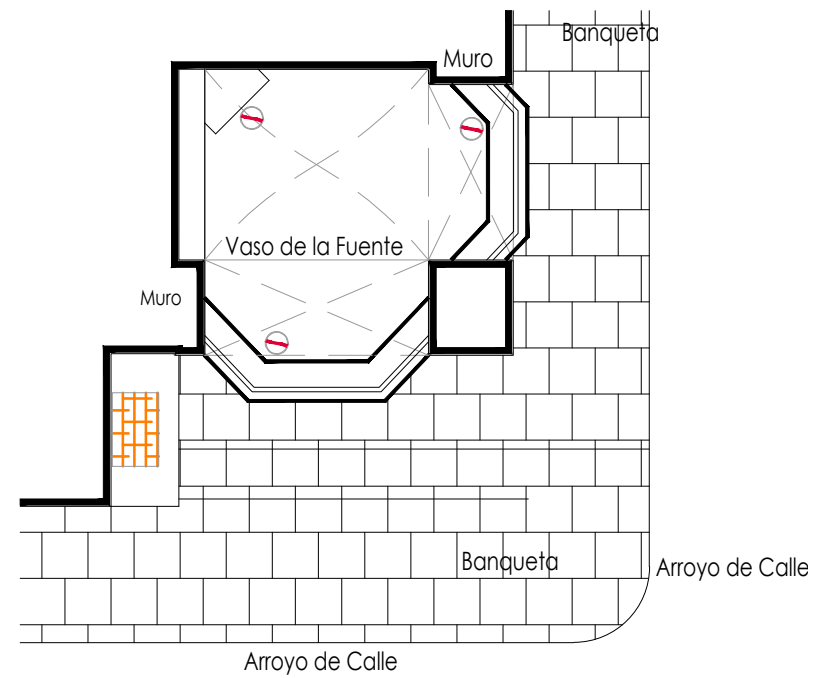 Banqueta
Muro
Vaso de la Fuente
Muro
Banqueta
Arroyo de Calle
Arroyo de Calle